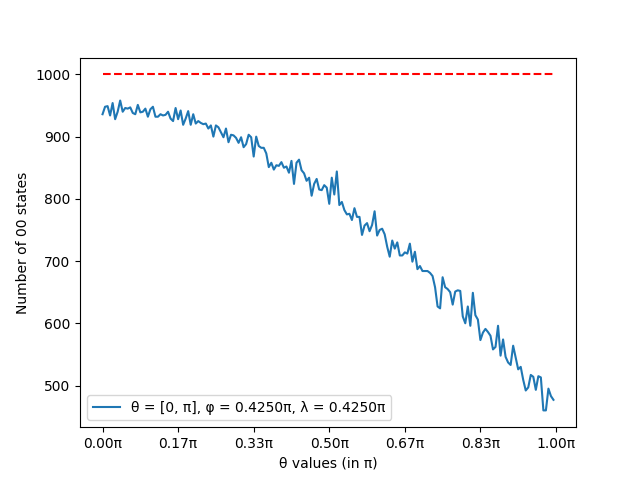 Number of 00 states
1000
900
800
700
600
500
θ = [0, π], φ = 0.4250π, λ = 0.4250π
0.00π 0.17π 0.33π 0.50π 0.67π 0.83π 1.00π
θ values (in π)